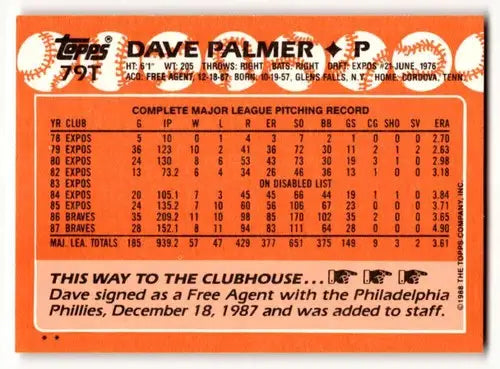 topps
79T
DAVE PALMER ✦ P
HT: 6'1" WT: 205 THROWS: RIGHT BATS: RIGHT DRAFT: EXPOS #21-JUNE, 1976
ACQ: FREE AGENT, 12-18-87 BORN: 10-19-57, GLENS FALLS, N.Y. HOME: CORDOVA, TENN.
COMPLETE MAJOR LEAGUE PITCHING RECORD
YR CLUB G IP W L R ER SO BB GS CG SHO SV ERA
78 EXPOS 5 10 0 1 4 3 7 2 1 0 0 0 2.70
79 EXPOS 36 123 10 2 41 36 72 30 11 2 1 2 2.63
80 EXPOS 24 130 8 6 53 43 73 30 19 3 1 0 2.98
82 EXPOS 13 73.2 6 4 34 26 46 36 13 1 0 0 3.18
83 EXPOS ON DISABLED LIST
84 EXPOS 20 105.1 7 3 45 45 66 44 19 1 1 0 3.84
85 EXPOS 24 135.2 7 10 60 56 106 67 23 0 0 0 3.71
86 BRAVES 35 209.2 11 10 98 85 170 102 35 2 0 0 3.65
87 BRAVES 28 152.1 8 11 94 83 111 64 28 0 0 0 4.90
MAJ. LEA. TOTALS 185 939.2 57 47 429 377 651 375 149 9 3 2 3.61
THIS WAY TO THE CLUBHOUSE...
Dave signed as a Free Agent with the Philadelphia
Phillies, December 18, 1987 and was added to staff.
©1988 THE TOPPS COMPANY, INC.
* *